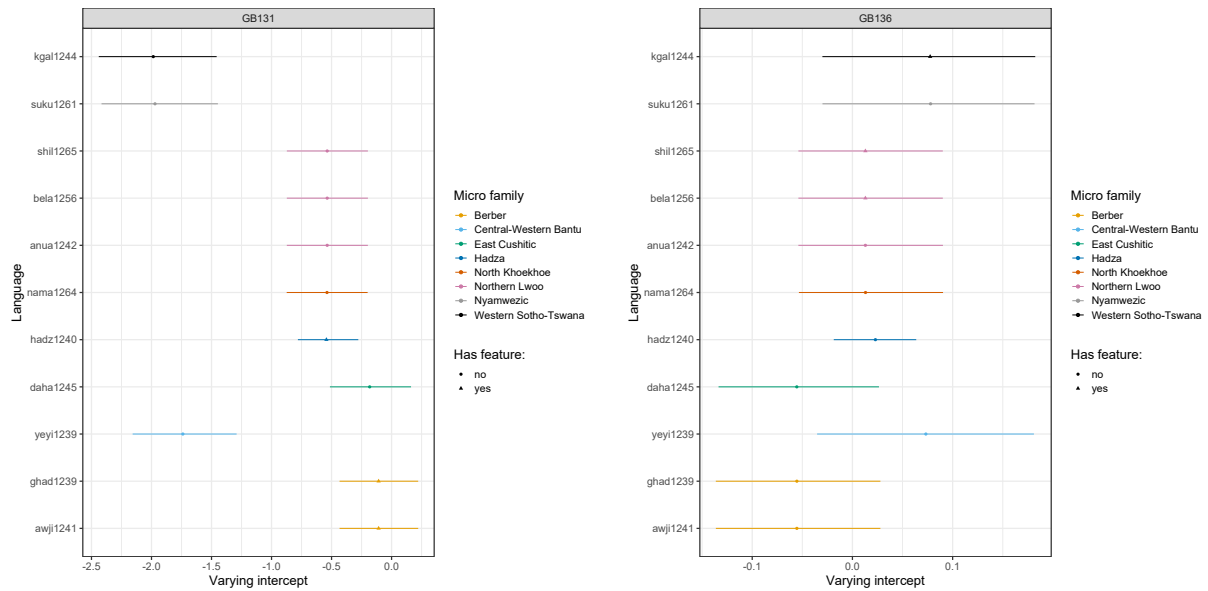 GB131
kgal1244
suku1261
shil1265
bela1256
anua1242
nama1264
hadz1240
daha1245
yeyi1239
ghad1239
awji1241
Language
-2.5 -2.0 -1.5 -1.0 -0.5 0.0
Varying intercept
Micro family
Berber
Central-Western Bantu
East Cushitic
Hadza
North Khoekhoe
Northern Lwoo
Nyamwezic
Western Sotho-Tswana
Has feature:
no
yes
GB136
kgal1244
suku1261
shil1265
bela1256
anua1242
nama1264
hadz1240
daha1245
yeyi1239
ghad1239
awji1241
Language
-0.1 0.0 0.1
Varying intercept
Micro family
Berber
Central-Western Bantu
East Cushitic
Hadza
North Khoekhoe
Northern Lwoo
Nyamwezic
Western Sotho-Tswana
Has feature:
no
yes